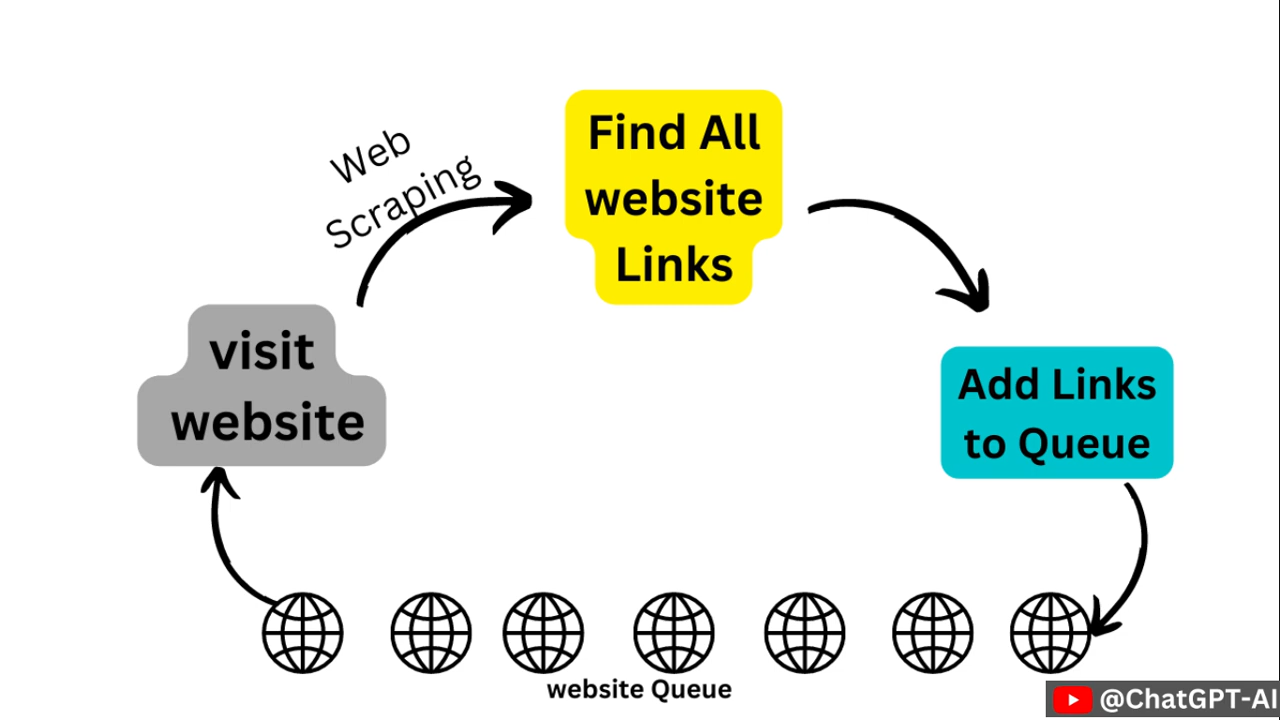 Web
Scraping
Find All
website
Links
visit
website
Add Links
to Queue
website Queue
@ChatGPT-AI